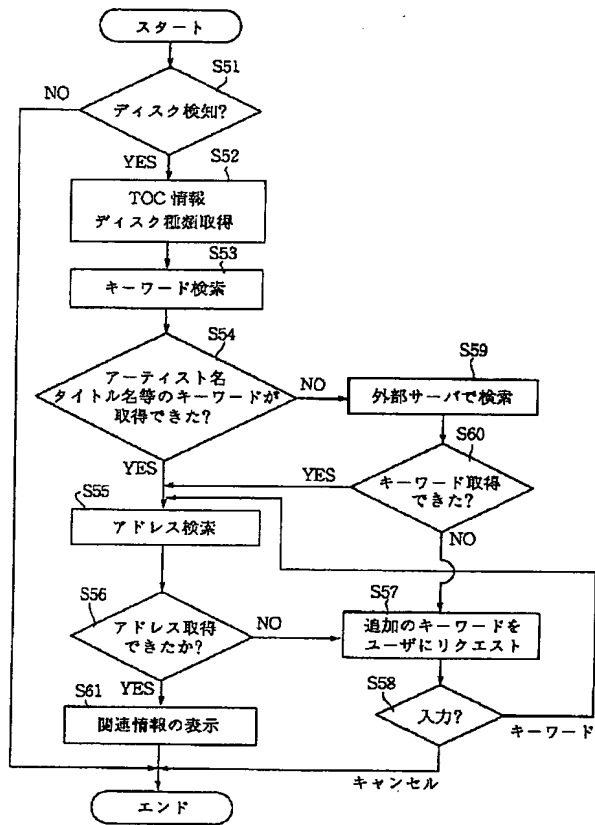 スタート
S51
NO
ディスク検知?
YES
S52
TOC 情報
ディスク種類取得
S53
キーワード検索
S54
アーティスト名
タイトル名等のキーワードが
取得できた?
NO
S59
外部サーバで検索
YES
S60
キーワード取得
できた?
YES
NO
S55
アドレス検索
S56
アドレス取得
できたか?
NO
S57
追加のキーワードを
ユーザにリクエスト
YES
S61
関連情報の表示
S58
入力?
キーワード
キャンセル
エンド